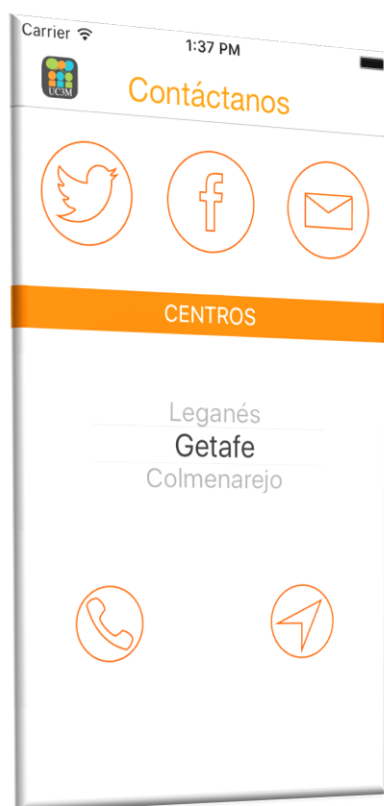 Carrier
1:37 PM
UC3M
Contáctanos
CENTROS
Leganés
Getafe
Colmenarejo